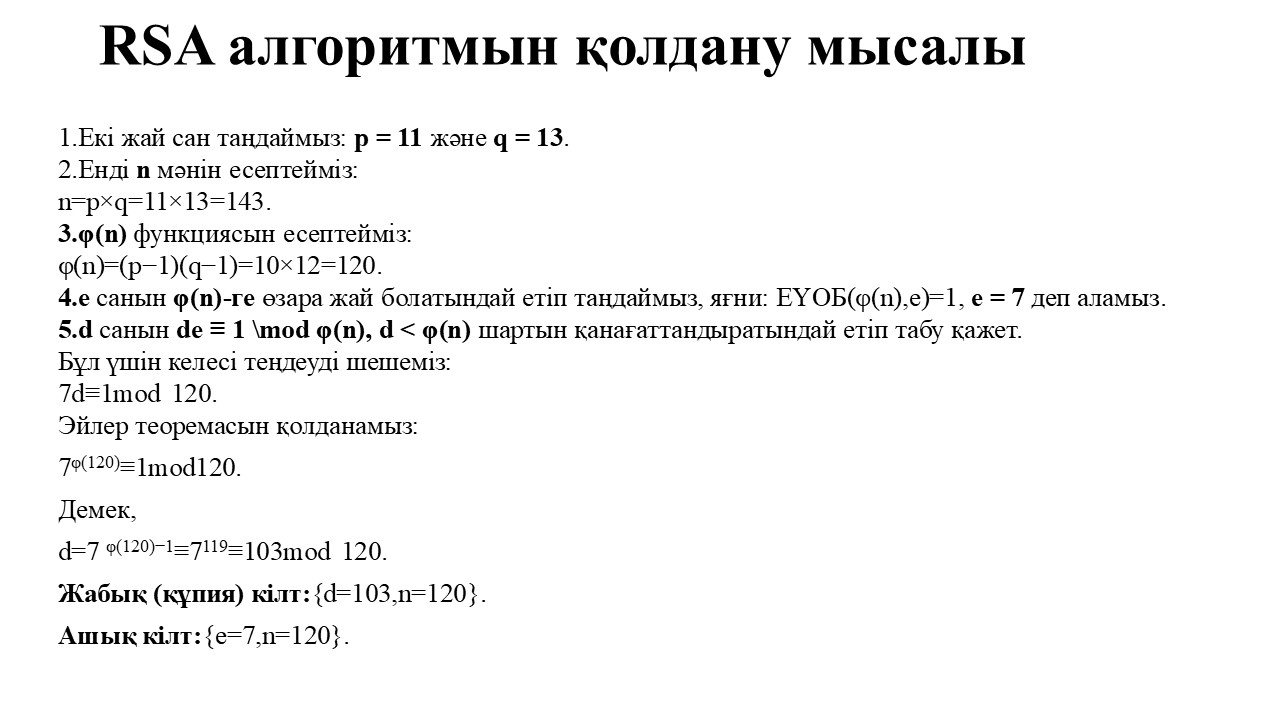 RSA алгоритмын қолдану мысалы
1.Екі жай сан таңдаймыз: p = 11 және q = 13.
2.Енді n мәнін есептейміз:
n=p×q=11×13=143.
3.φ(n) функциясын есептейміз:
φ(n)=(p−1)(q−1)=10×12=120.
4.e санын φ(n)-ге өзара жай болатындай етіп таңдаймыз, яғни: ЕҮОБ(φ(n),e)=1, e = 7 деп аламыз.
5.d санын de ≡ 1 \mod φ(n), d < φ(n) шартын қанағаттандыратындай етіп табу қажет.
Бұл үшін келесі теңдеуді шешеміз:
7d≡1mod 120.
Эйлер теоремасын қолданамыз:
7^φ(120)≡1mod120.
Демек,
d=7 ^φ(120)−1≡7^119≡103mod 120.
Жабық (құпия) кілт:{d=103,n=120}.
Ашық кілт:{e=7,n=120}.